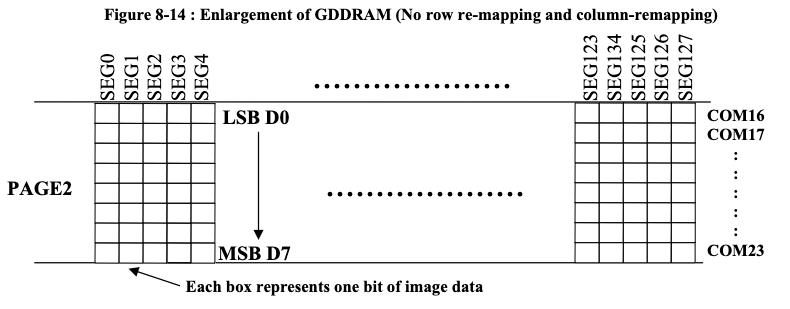 Figure 8-14 : Enlargement of GDDRAM (No row re-mapping and column-remapping)
SEG0
SEG1
SEG2
SEG3
SEG4
SEG123
SEG134
SEG125
SEG126
SEG127
LSB D0
COM16
COM17
PAGE2
MSB D7
COM23
Each box represents one bit of image data